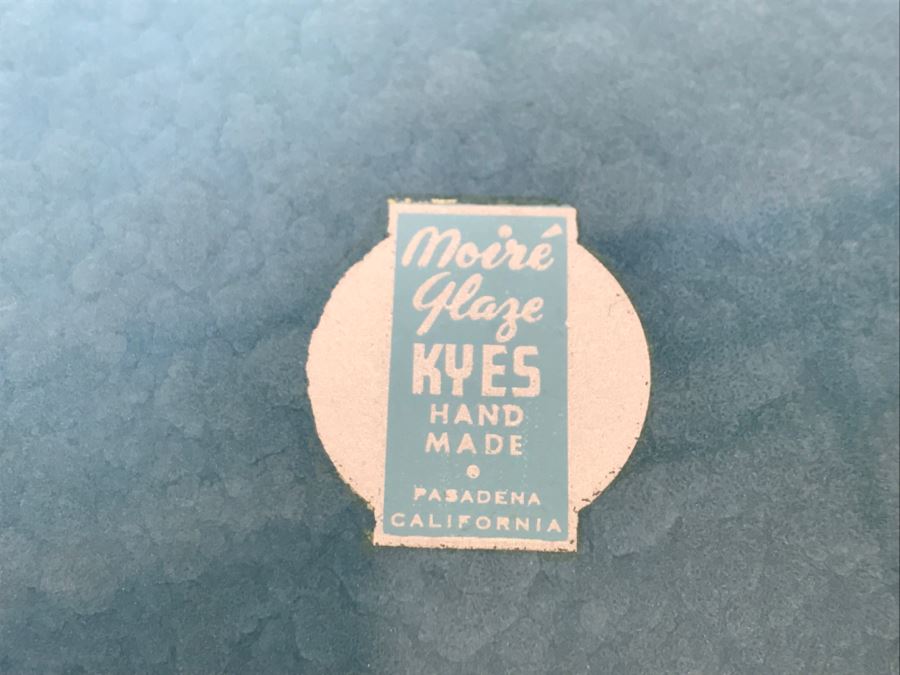 Moiré
Glaze
KYES
HAND
MADE
PASADENA
CALIFORNIA